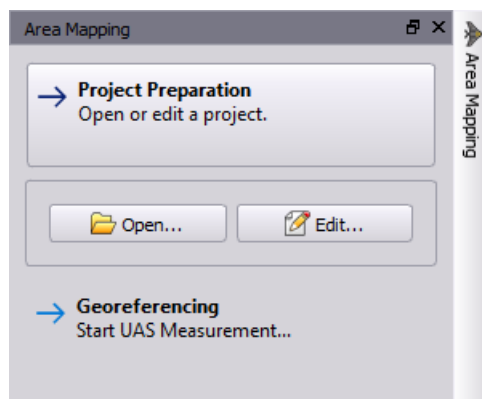 Area Mapping
Project Preparation
Open or edit a project.
Open...
Edit...
Georeferencing
Start UAS Measurement...
Area Mapping